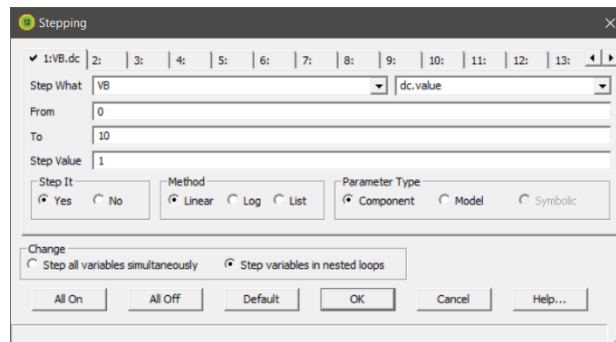 Stepping
1:VB.dc 2: 3: 4: 5: 6: 7: 8: 9: 10: 11: 12: 13:
Step What VB dc.value
From 0
To 10
Step Value 1
Step It Method Parameter Type
Yes No Linear Log List Component Model Symbolic
Change
Step all variables simultaneously Step variables in nested loops
All On All Off Default OK Cancel Help...